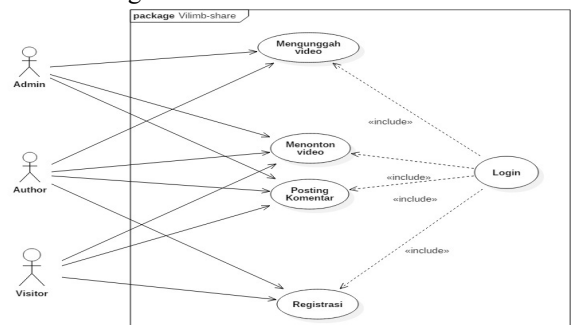 package Vilimb-share
Mengunggah
video
Admin
«include»
Menonton
video
«include»
Login
Author
Posting
Komentar
«include»
«include»
Visitor
Registrasi